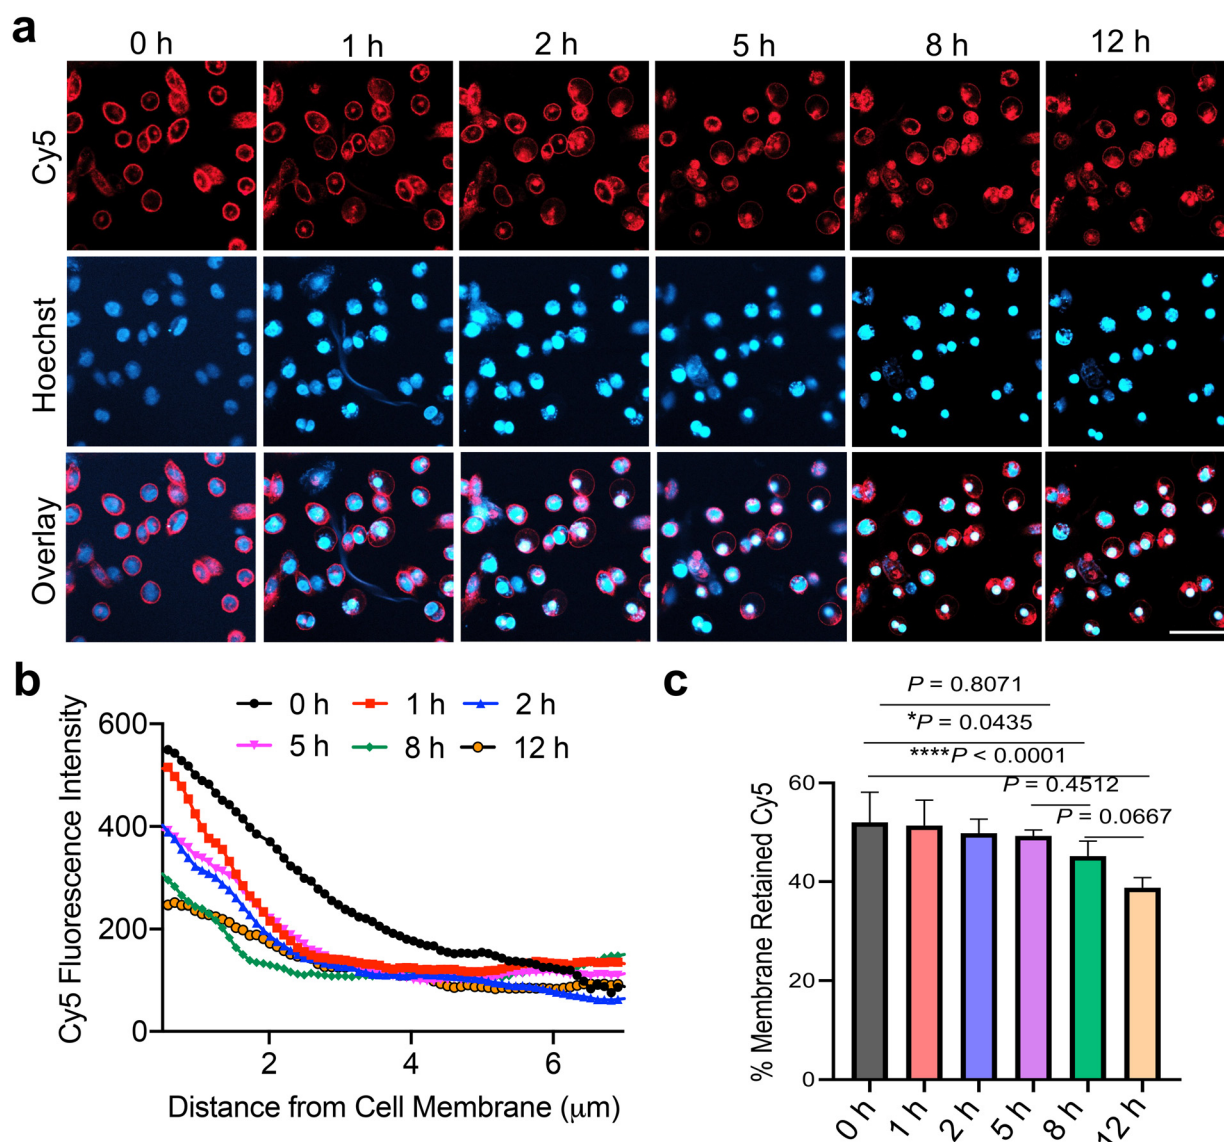 a
0 h 1 h 2 h 5 h 8 h 12 h
Cy5
Hoechst
Overlay
b
0 h 1 h 2 h
5 h 8 h 12 h
Cy5 Fluorescence Intensity
600
400
200
0
2 4 6
Distance from Cell Membrane (μm)
c
P = 0.8071
*P = 0.0435
****P < 0.0001
P = 0.4512
P = 0.0667
% Membrane Retained Cy5
60
40
20
0
0 h 1 h 2 h 5 h 8 h 12 h